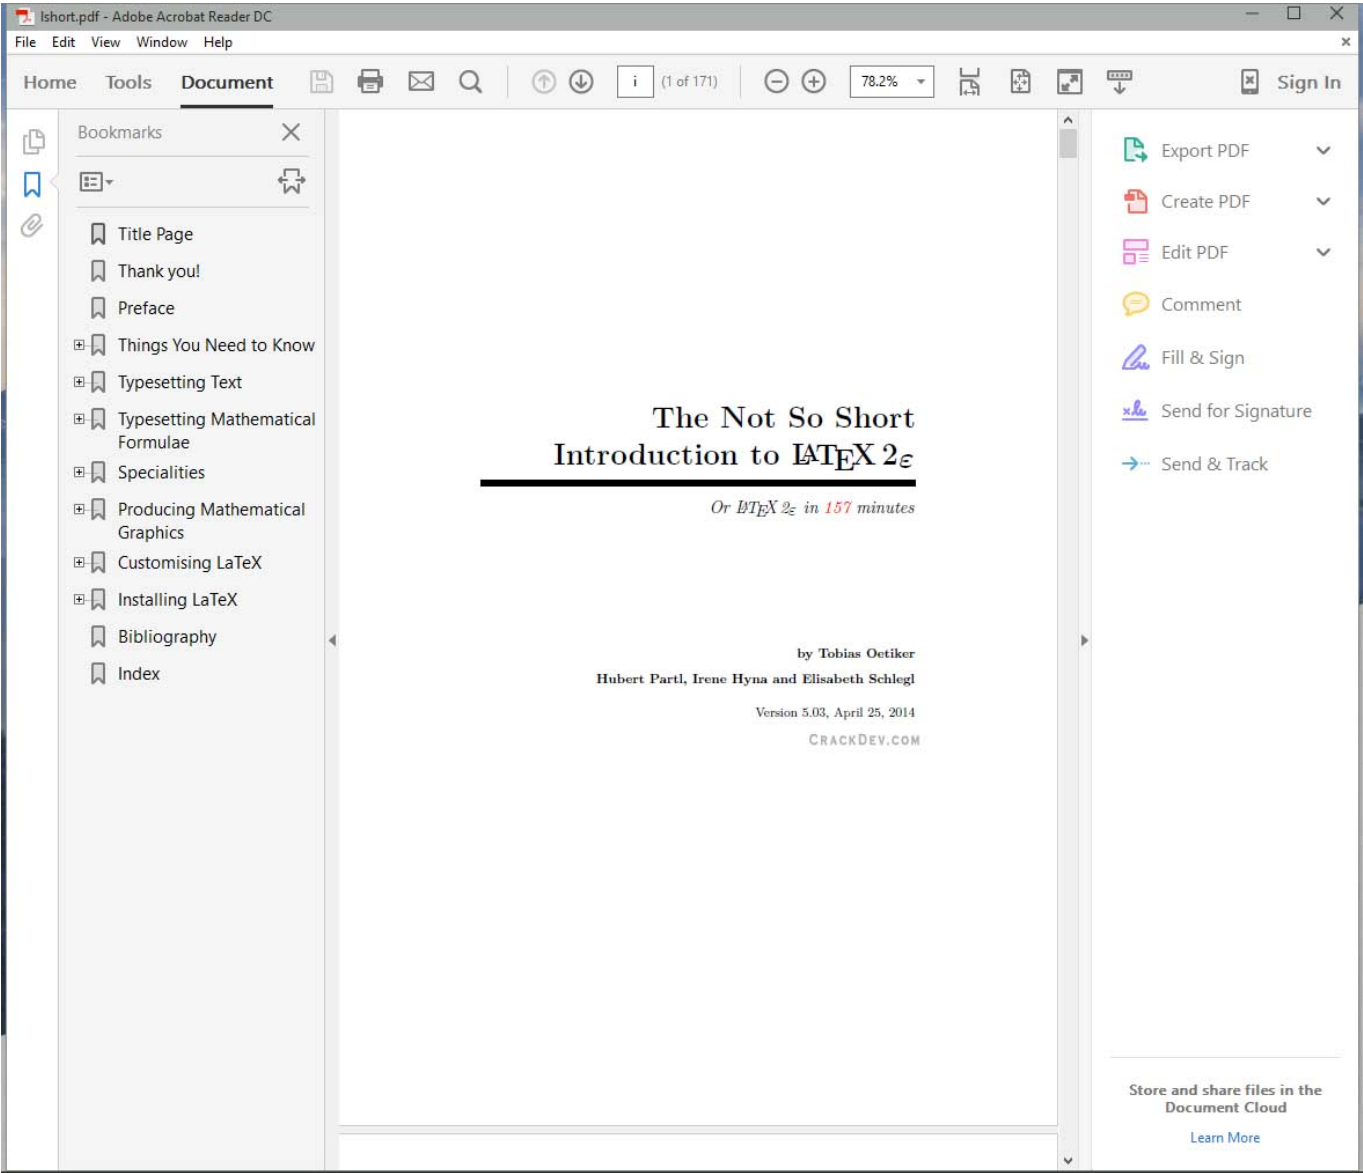 lshort.pdf - Adobe Acrobat Reader DC
File Edit View Window Help
Home Tools Document i (1 of 171) 78.2% Sign In
Bookmarks
Title Page
Thank you!
Preface
Things You Need to Know
Typesetting Text
Typesetting Mathematical
Formulae
Specialities
Producing Mathematical
Graphics
Customising LaTeX
Installing LaTeX
Bibliography
Index
The Not So Short
Introduction to LATEX 2ε
Or LATEX 2ε in 157 minutes
by Tobias Oetiker
Hubert Partl, Irene Hyna and Elisabeth Schlegl
Version 5.03, April 25, 2014
CRACKDEV.COM
Export PDF
Create PDF
Edit PDF
Comment
Fill & Sign
Send for Signature
Send & Track
Store and share files in the
Document Cloud
Learn More